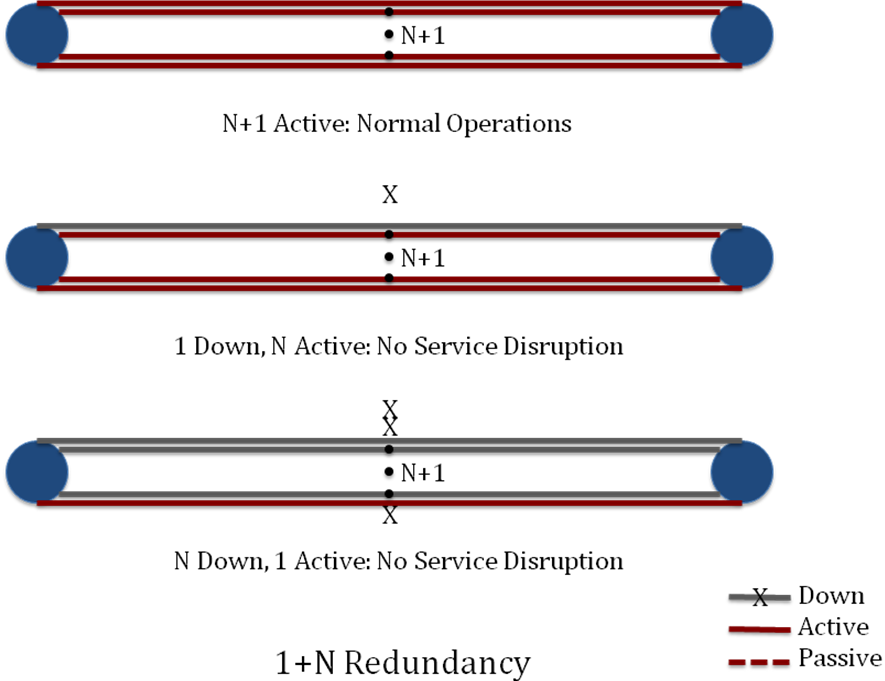 N+1
N+1 Active: Normal Operations
X
N+1
1 Down, N Active: No Service Disruption
X
X
N+1
X
N Down, 1 Active: No Service Disruption
X Down
Active
Passive
1+N Redundancy